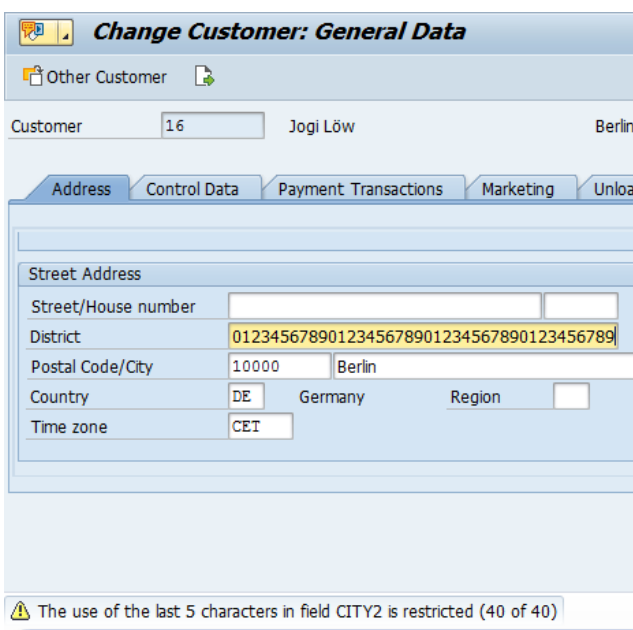 Change Customer: General Data
Other Customer
Customer 16 Jogi Löw Berlin
Address Control Data Payment Transactions Marketing Unloa
Street Address
Street/House number
District 0123456789012345678901234567890123456789
Postal Code/City 10000 Berlin
Country DE Germany Region
Time zone CET
The use of the last 5 characters in field CITY2 is restricted (40 of 40)